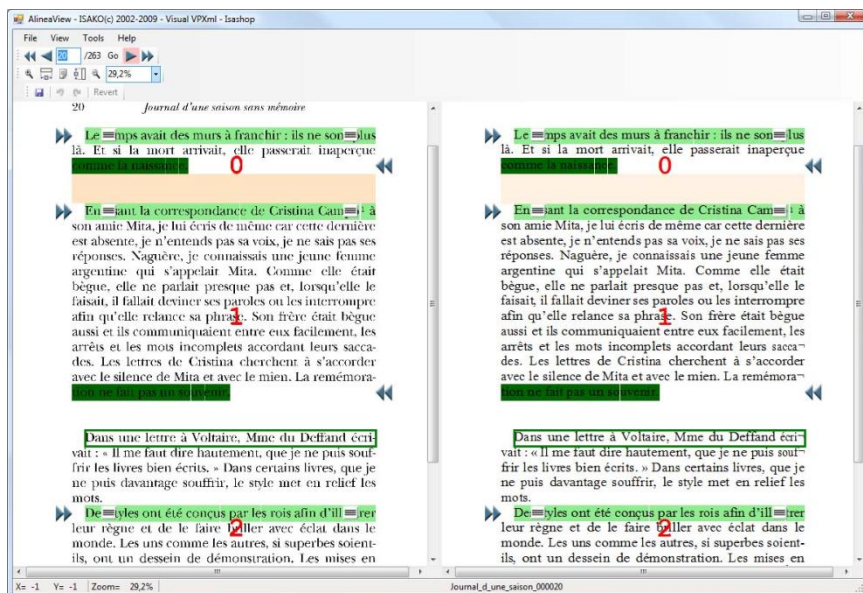 AlineaView - ISAKO(c) 2002-2009 - Visual VPXml - Isashop
File View Tools Help
20 /263 Go
29,2%
Revert
20 Journal d'une saison sans mémoire
Le mps avait des murs à franchir : ils ne son lus
là. Et si la mort arrivait, elle passerait inaperçue
comme la naissance.
0
En sant la correspondance de Cristina Cam à
son amie Mita, je lui écris de même car cette dernière
est absente, je n'entends pas sa voix, je ne sais pas ses
réponses. Naguère, je connaissais une jeune femme
argentine qui s'appelait Mita. Comme elle était
bègue, elle ne parlait presque pas et, lorsqu'elle le
faisait, il fallait deviner ses paroles ou les interrompre
afin qu'elle relance sa phrase. Son frère était bègue
1
aussi et ils communiquaient entre eux facilement, les
arrêts et les mots incomplets accordant leurs sacca-
des. Les lettres de Cristina cherchent à s'accorder
avec le silence de Mita et avec le mien. La remémora-
tion ne fait pas un souvenir.
Dans une lettre à Voltaire, Mme du Deffand écri-
vait : « Il me faut dire hautement, que je ne puis souf-
frir les livres bien écrits. » Dans certains livres, que je
ne puis davantage souffrir, le style met en relief les
mots.
De tyles ont été conçus par les rois afin d'ill rer
leur règne et de le faire briller avec éclat dans le
2
monde. Les uns comme les autres, si superbes soient-
ils, ont un dessein de démonstration. Les mises en
Le mps avait des murs à franchir : ils ne son lus
là. Et si la mort arrivait, elle passerait inaperçue
comme la naissance.
0
En sant la correspondance de Cristina Cam à
son amie Mita, je lui écris de même car cette dernière
est absente, je n'entends pas sa voix, je ne sais pas ses
réponses. Naguère, je connaissais une jeune femme
argentine qui s'appelait Mita. Comme elle était
bègue, elle ne parlait presque pas et, lorsqu'elle le
faisait, il fallait deviner ses paroles ou les interrompre
afin qu'elle relance sa phrase. Son frère était bègue
1
aussi et ils communiquaient entre eux facilement, les
arrêts et les mots incomplets accordant leurs sacca¬
des. Les lettres de Cristina cherchent à s'accorder
avec le silence de Mita et avec le mien. La remémora¬
tion ne fait pas un souvenir.
Dans une lettre à Voltaire, Mme du Deffand écri¬
vait : « Il me faut dire hautement, que je ne puis souf¬
frir les livres bien écrits. » Dans certains livres, que je
ne puis davantage souffrir, le style met en relief les
mots.
De tyles ont été conçus par les rois afin d'ill trer
leur règne et de le faire briller avec éclat dans le
2
monde. Les uns comme les autres, si superbes soient-
ils, ont un dessein de démonstration. Les mises en
X= -1 Y= -1 Zoom= 29,2% Journal_d_une_saison_000020